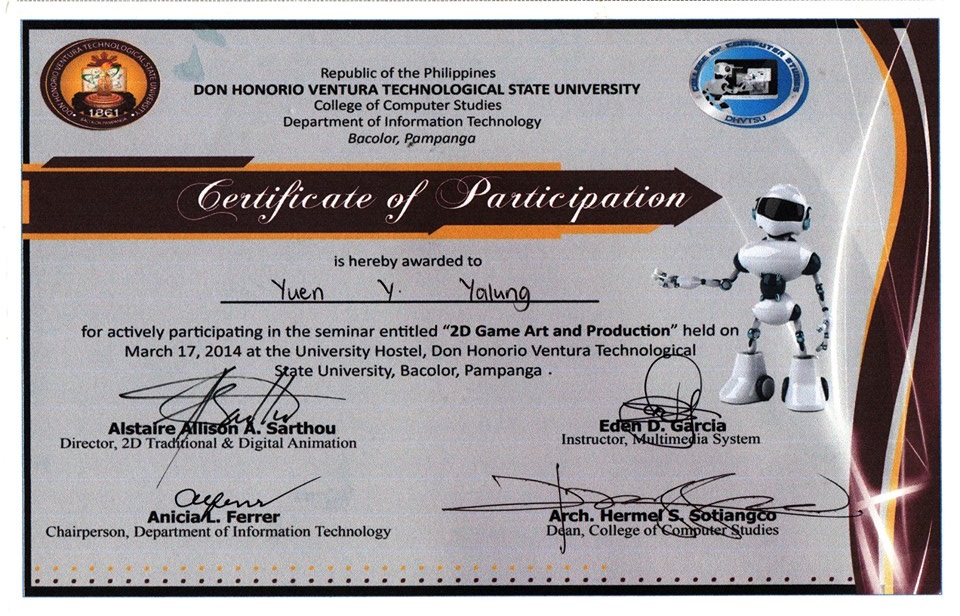 DON HONORIO VENTURA TECHNOLOGICAL STATE UNIVERSITY
1861
BACOLOR, PAMPANGA
COLLEGE OF COMPUTER STUDIES
DHVTSU
Republic of the Philippines
DON HONORIO VENTURA TECHNOLOGICAL STATE UNIVERSITY
College of Computer Studies
Department of Information Technology
Bacolor, Pampanga
Certificate of Participation
is hereby awarded to
Yuen Y. Yalung
for actively participating in the seminar entitled “2D Game Art and Production” held on
March 17, 2014 at the University Hostel, Don Honorio Ventura Technological
State University, Bacolor, Pampanga .
Alstaire Allison A. Sarthou
Director, 2D Traditional & Digital Animation
Eden D. Garcia
Instructor, Multimedia System
Anicia L. Ferrer
Chairperson, Department of Information Technology
Arch. Hermel S. Sotiangco
Dean, College of Computer Studies